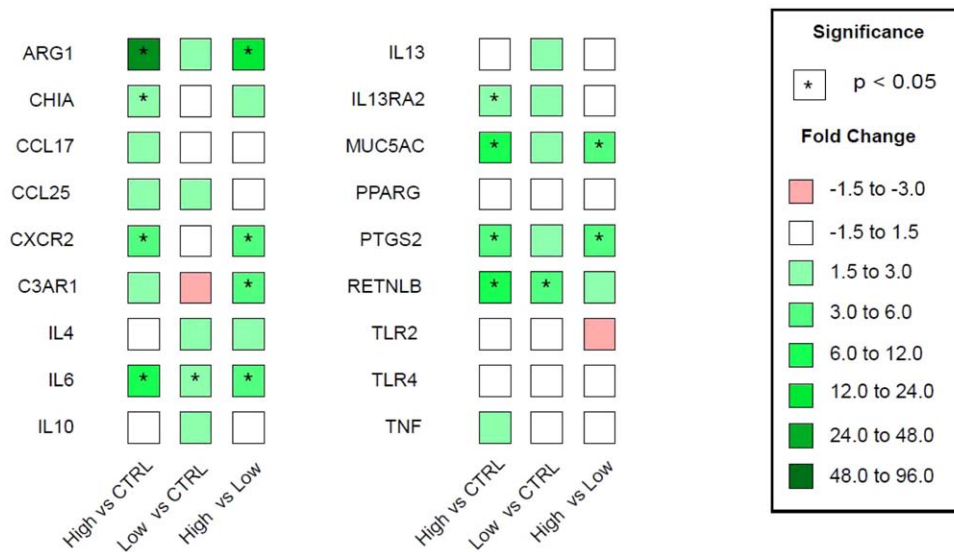 ARG1 * *
CHIA *
CCL17
CCL25
CXCR2 * *
C3AR1 *
IL4
IL6 * * *
IL10
High vs CTRL
Low vs CTRL
High vs Low
IL13
IL13RA2 *
MUC5AC * *
PPARG
PTGS2 * *
RETNLB * *
TLR2
TLR4
TNF
High vs CTRL
Low vs CTRL
High vs Low
Significance
* p < 0.05
Fold Change
-1.5 to -3.0
-1.5 to 1.5
1.5 to 3.0
3.0 to 6.0
6.0 to 12.0
12.0 to 24.0
24.0 to 48.0
48.0 to 96.0